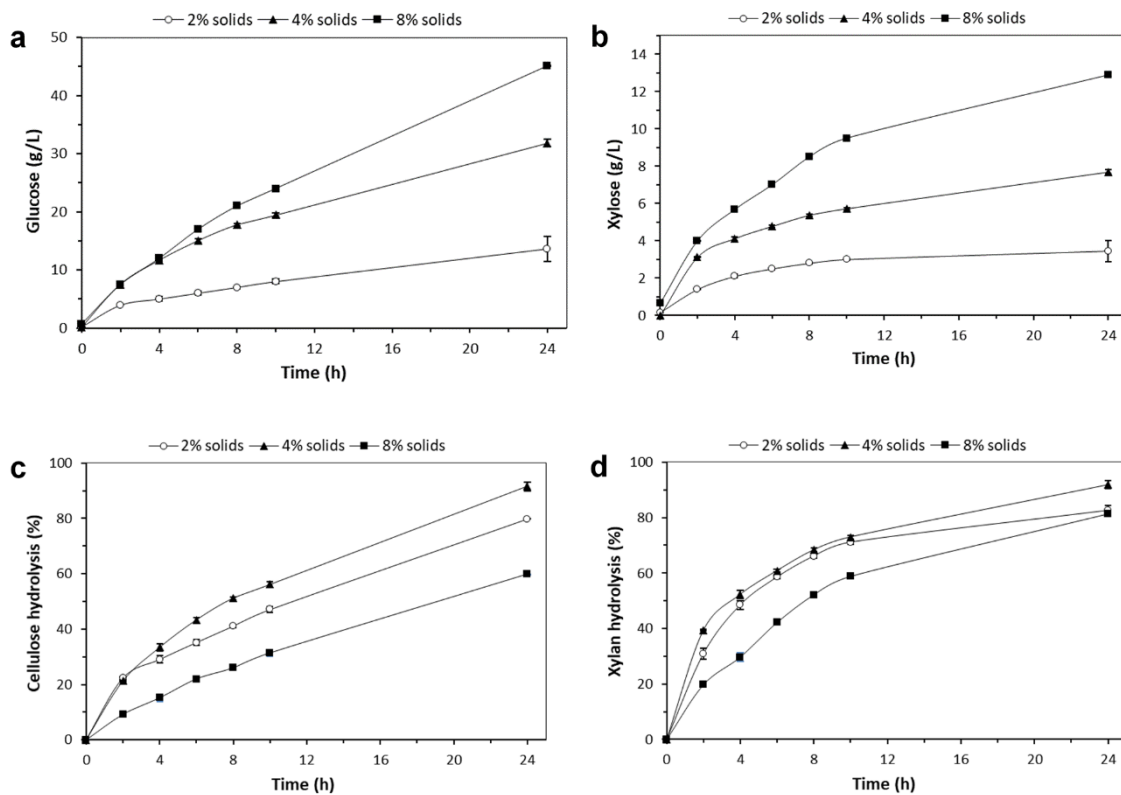 2% solids 4% solids 8% solids
a
50
40
30
20
10
0
Glucose (g/L)
0 4 8 12 16 20 24
Time (h)
2% solids 4% solids 8% solids
b
14
12
10
8
6
4
2
0
Xylose (g/L)
0 4 8 12 16 20 24
Time (h)
2% solids 4% solids 8% solids
c
100
80
60
40
20
0
Cellulose hydrolysis (%)
0 4 8 12 16 20 24
Time (h)
2% solids 4% solids 8% solids
d
100
80
60
40
20
0
Xylan hydrolysis (%)
0 4 8 12 16 20 24
Time (h)